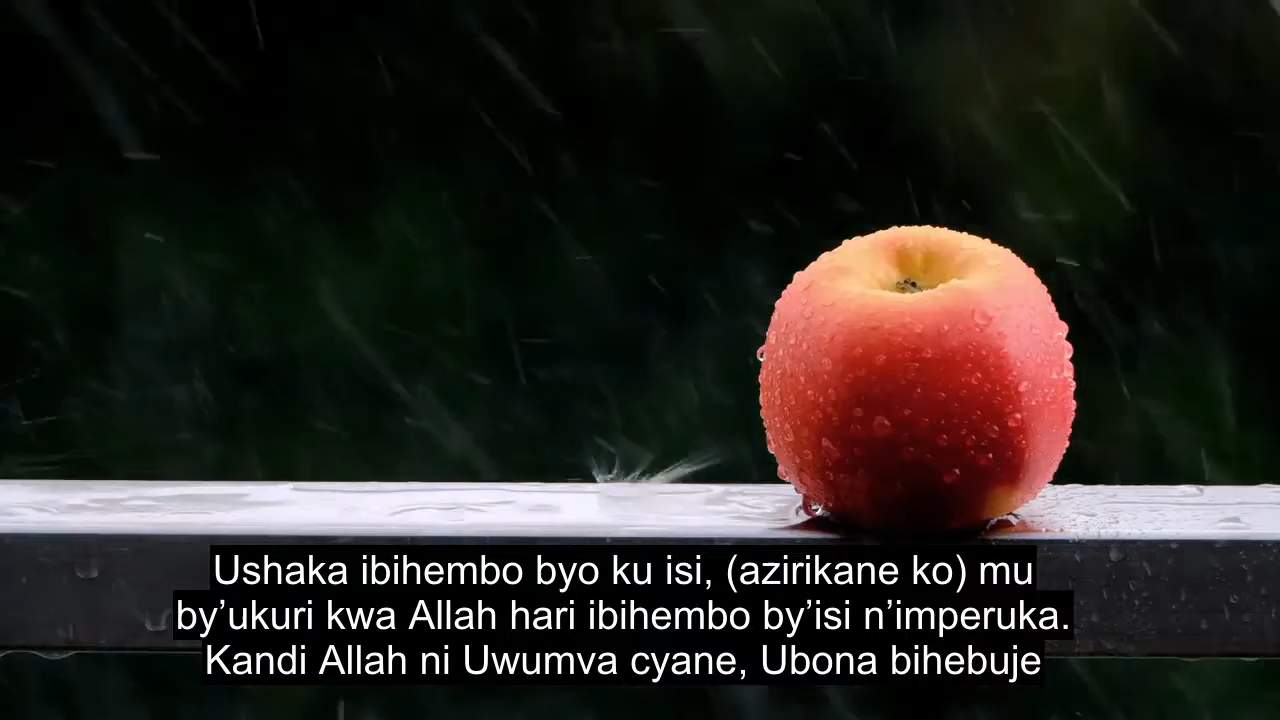 Ushaka ibihembo byo ku isi, (azirikane ko) mu
by’ukuri kwa Allah hari ibihembo by’isi n’imperuka.
Kandi Allah ni Uwumva cyane, Ubona bihebuje